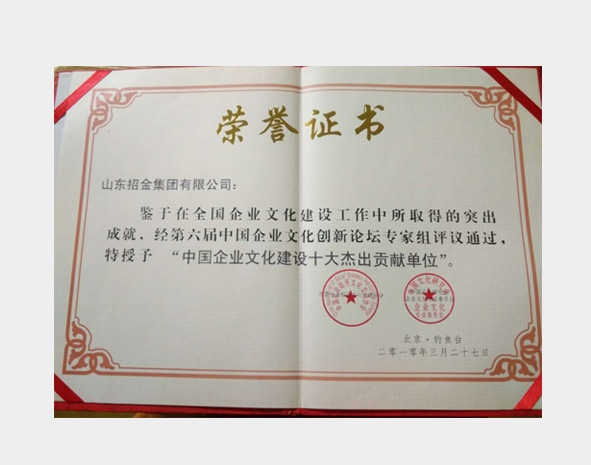 荣誉证书
山东招金集团有限公司：
鉴于在全国企业文化建设工作中所取得的突出
成就，经第六届中国企业文化创新论坛专家组评议通过，
特授予 “中国企业文化建设十大杰出贡献单位”。
企业文化
北京·钓鱼台
二零一零年三月二十七日